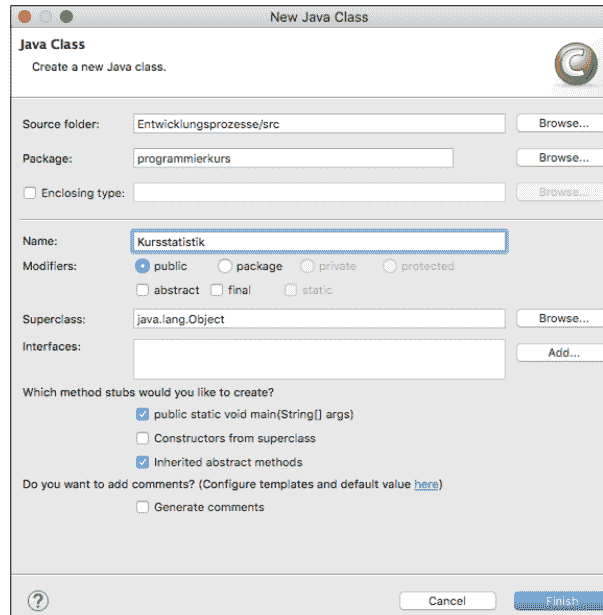 New Java Class
Java Class
Create a new Java class.
Source folder: Entwicklungsprozesse/src Browse...
Package: programmierkurs Browse...
Enclosing type: Browse...
Name: Kursstatistik
Modifiers: public package private protected
abstract final static
Superclass: java.lang.Object Browse...
Interfaces: Add...
Which method stubs would you like to create?
public static void main(String[] args)
Constructors from superclass
Inherited abstract methods
Do you want to add comments? (Configure templates and default value here)
Generate comments
? Cancel Finish